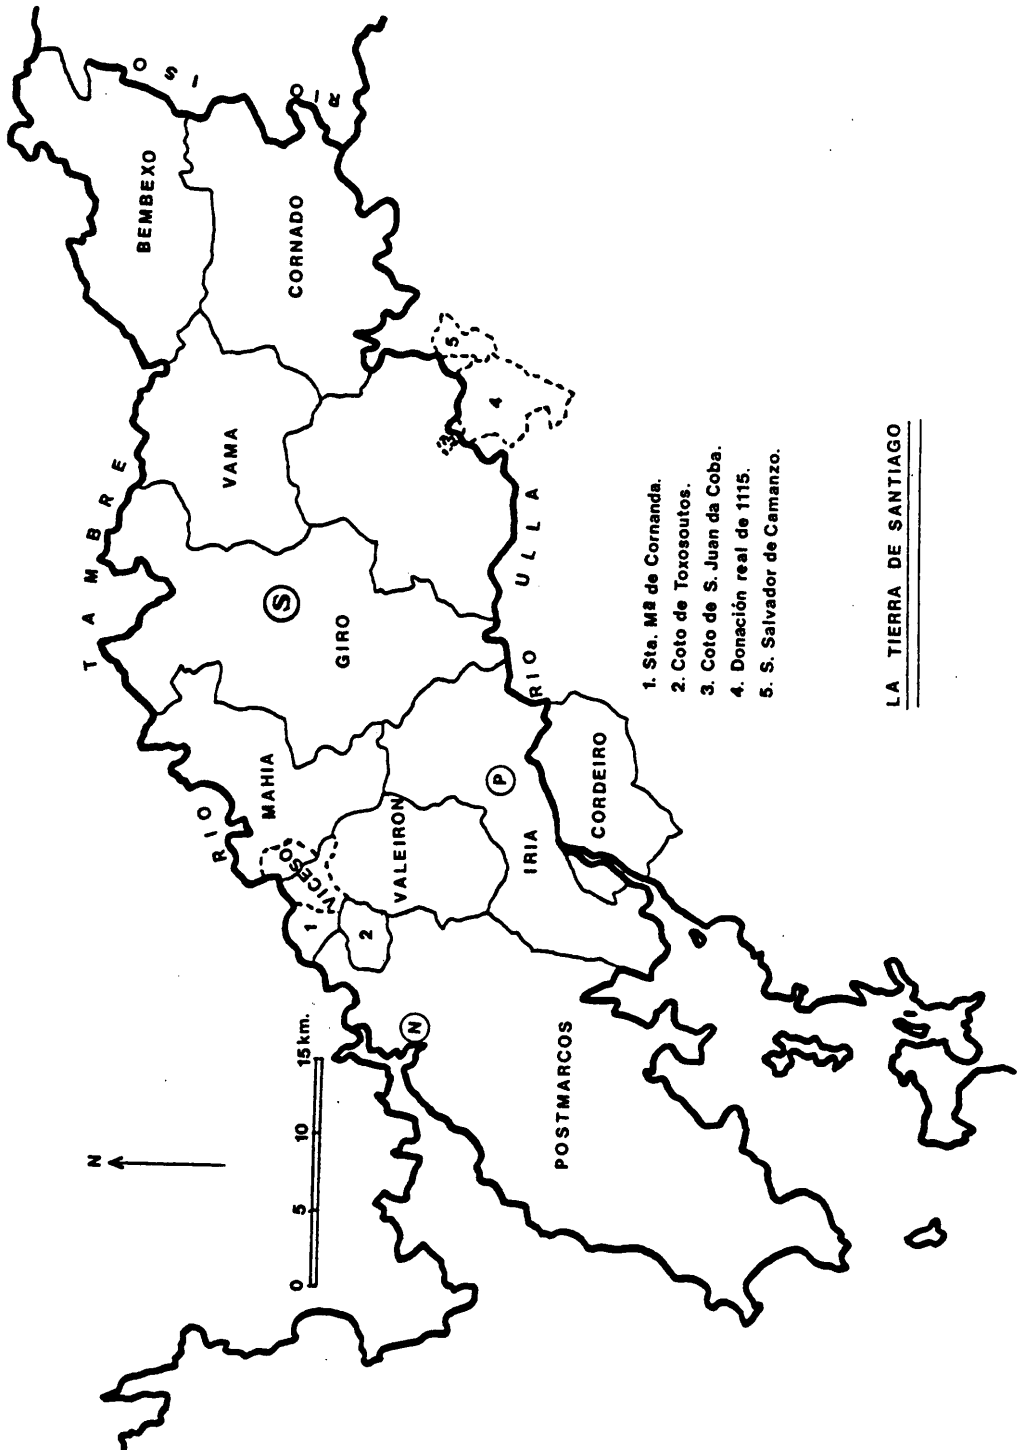 N
0 5 10 15 km.
RIO TAMBRE
RIO ISO
BEMBEXO
CORNADO
VAMA
S
GIRO
MAHIA
VICESO
VALEIRON
1
2
N
P
IRIA
CORDEIRO
POSTMARCOS
RIO ULLA
3
4
5
1. Sta. Mª de Cornanda.
2. Coto de Toxosoutos.
3. Coto de S. Juan da Coba.
4. Donación real de 1115.
5. S. Salvador de Camanzo.
LA TIERRA DE SANTIAGO